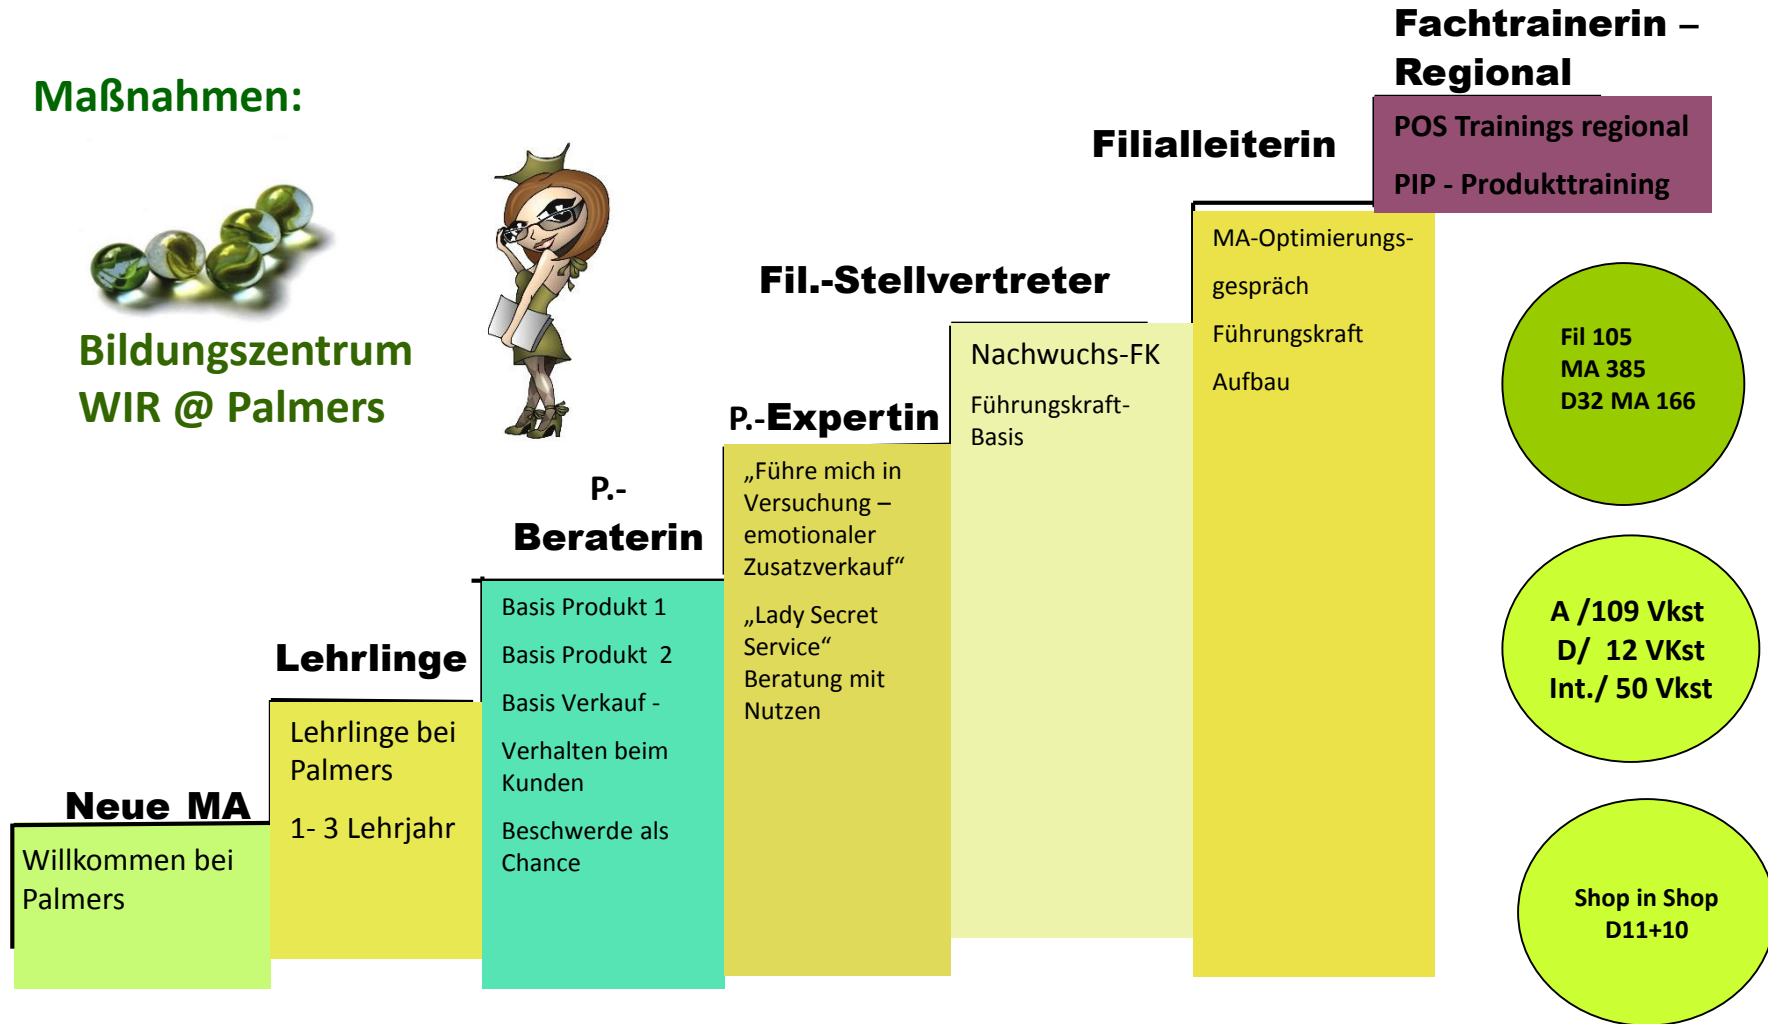 Maßnahmen:
Bildungszentrum
WIR @ Palmers
Neue MA
Willkommen bei
Palmers
Lehrlinge
Lehrlinge bei
Palmers
1- 3 Lehrjahr
P.-
Beraterin
Basis Produkt 1
Basis Produkt 2
Basis Verkauf -
Verhalten beim
Kunden
Beschwerde als
Chance
P.-Expertin
„Führe mich in
Versuchung –
emotionaler
Zusatzverkauf“
„Lady Secret
Service“
Beratung mit
Nutzen
Fil.-Stellvertreter
Nachwuchs-FK
Führungskraft-
Basis
Filialleiterin
MA-Optimierungs-
gespräch
Führungskraft
Aufbau
Fachtrainerin –
Regional
POS Trainings regional
PIP - Produkttraining
Fil 105
MA 385
D32 MA 166
A /109 Vkst
D/ 12 VKst
Int./ 50 Vkst
Shop in Shop
D11+10